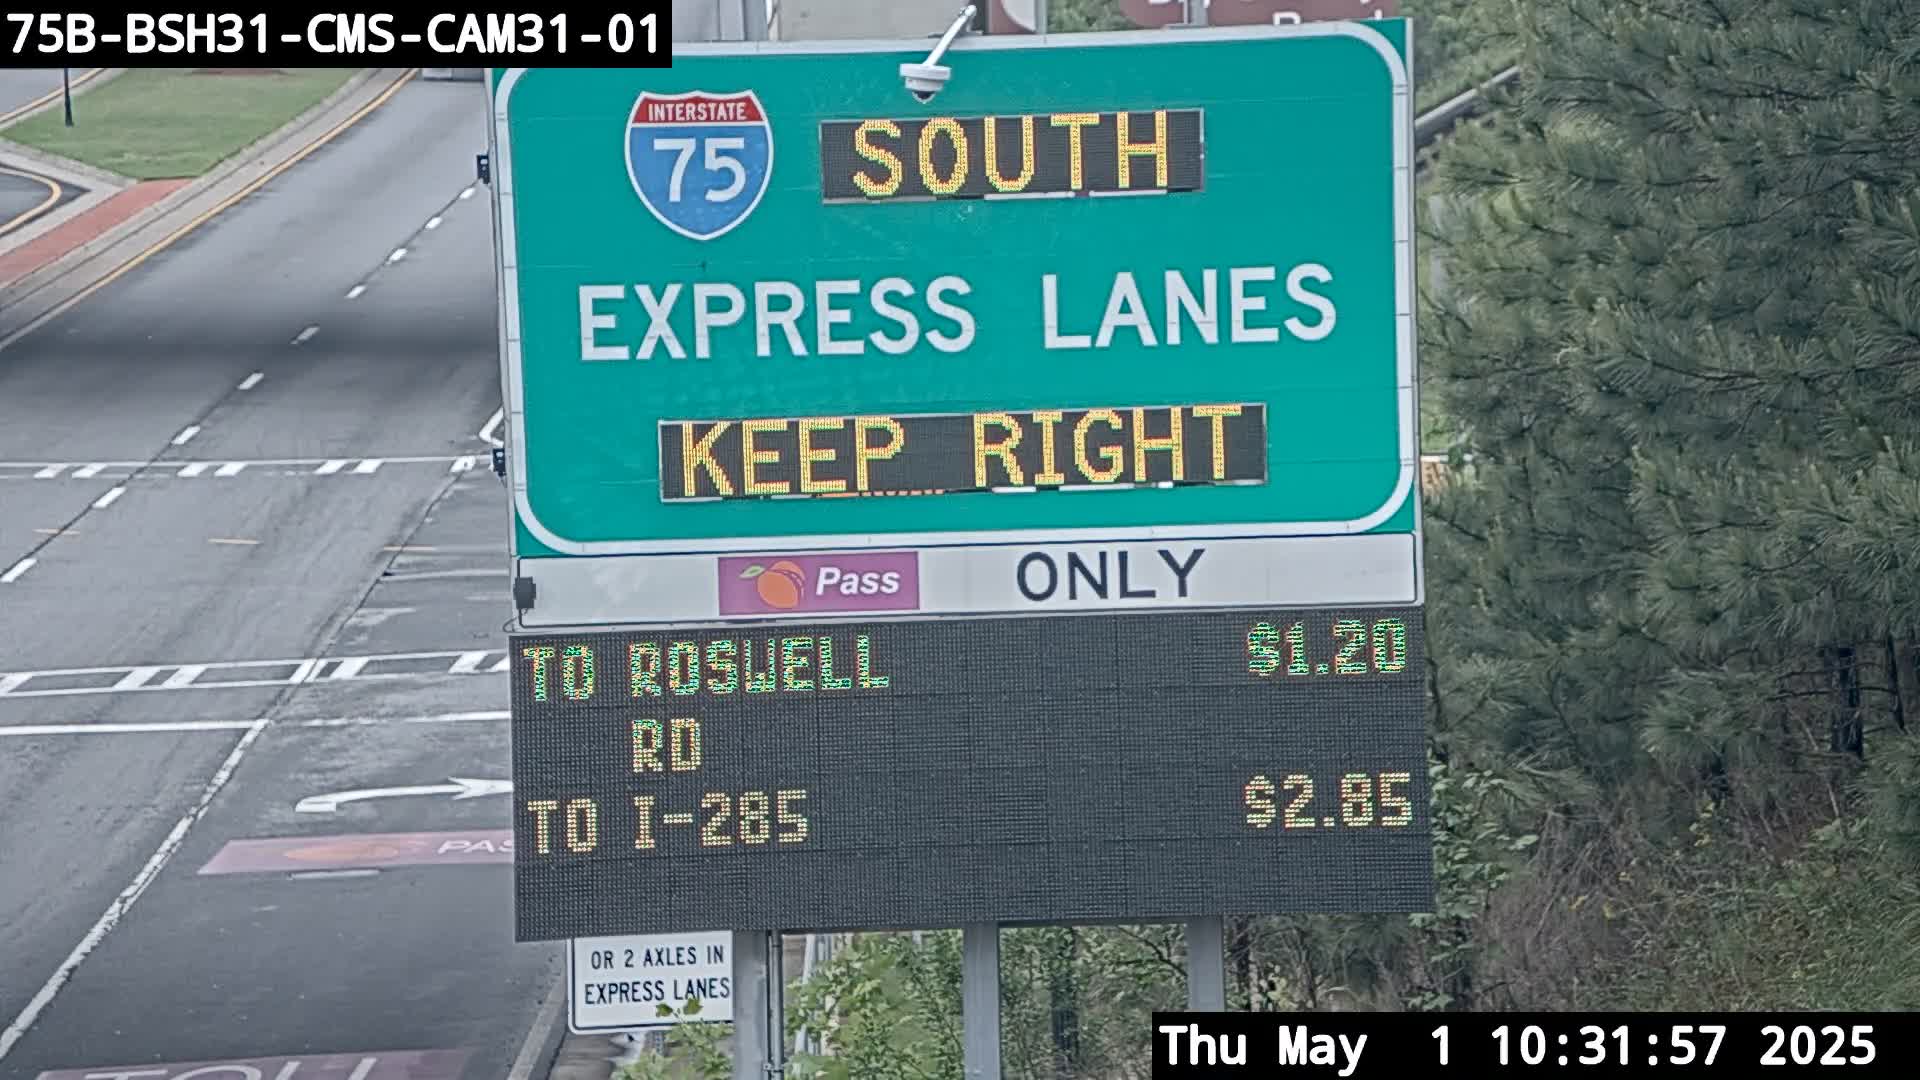 75B-BSH31-CMS-CAM31-01
INTERSTATE
75
SOUTH
EXPRESS LANES
KEEP RIGHT
Pass ONLY
TO ROSWELL $1.20
RD
TO I-285 $2.85
OR 2 AXLES IN
EXPRESS LANES
TOLL
Thu May 1 10:31:57 2025